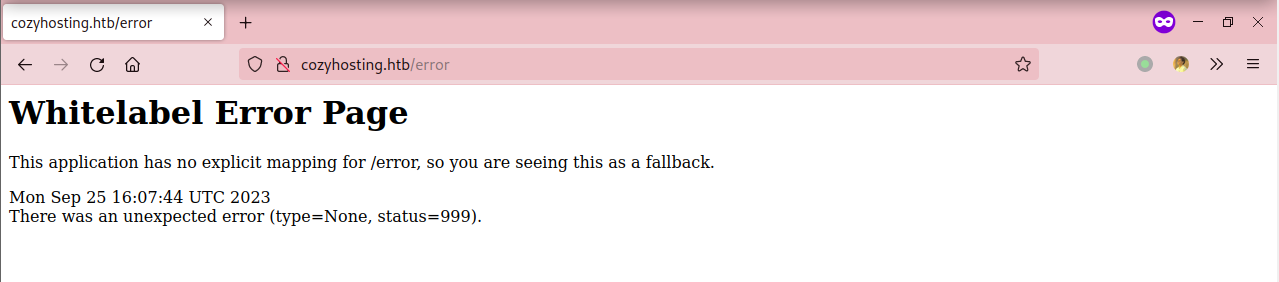 cozyhosting.htb/error
cozyhosting.htb/error
Whitelabel Error Page
This application has no explicit mapping for /error, so you are seeing this as a fallback.
Mon Sep 25 16:07:44 UTC 2023
There was an unexpected error (type=None, status=999).